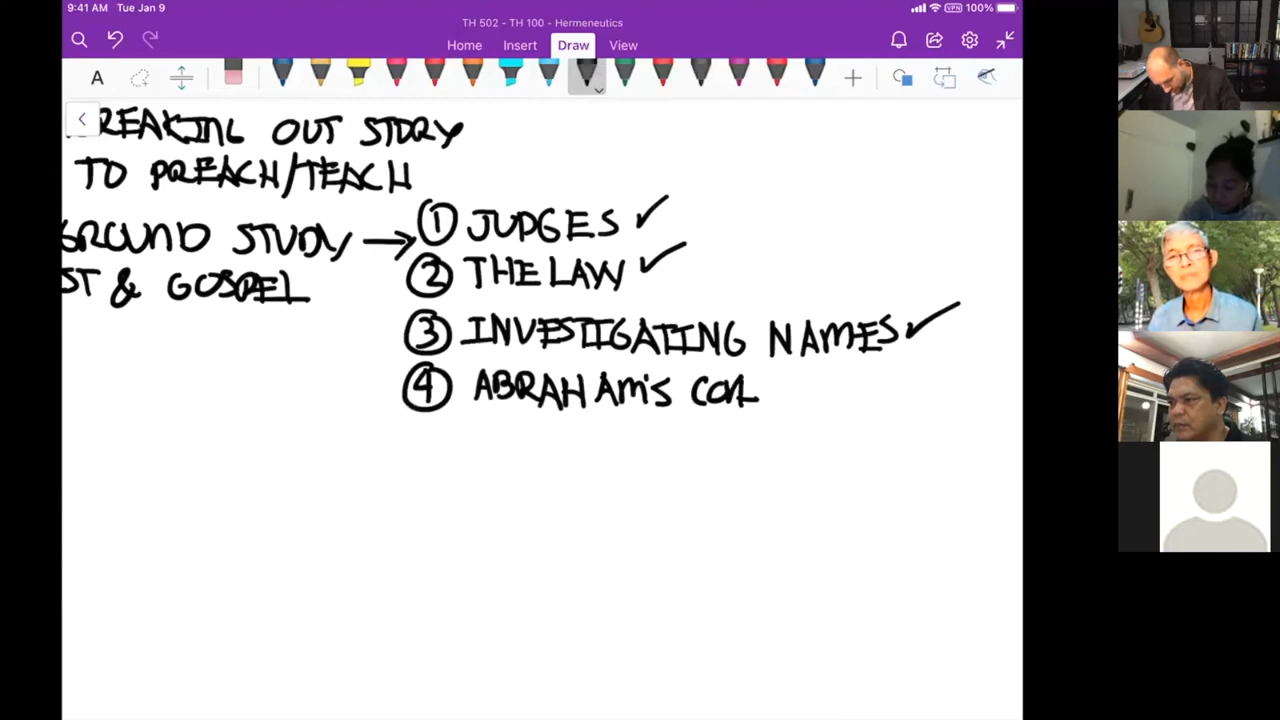 9:41 AM Tue Jan 9
VPN 100%
TH 502 - TH 100 - Hermeneutics
Home Insert Draw View
A
REAKING OUT STORY
TO PREACH/TEACH
GROUND STUDY → ① JUDGES ✓
ST & GOSPEL ② THE LAW ✓
③ INVESTIGATING NAMES ✓
④ ABRAHAM'S